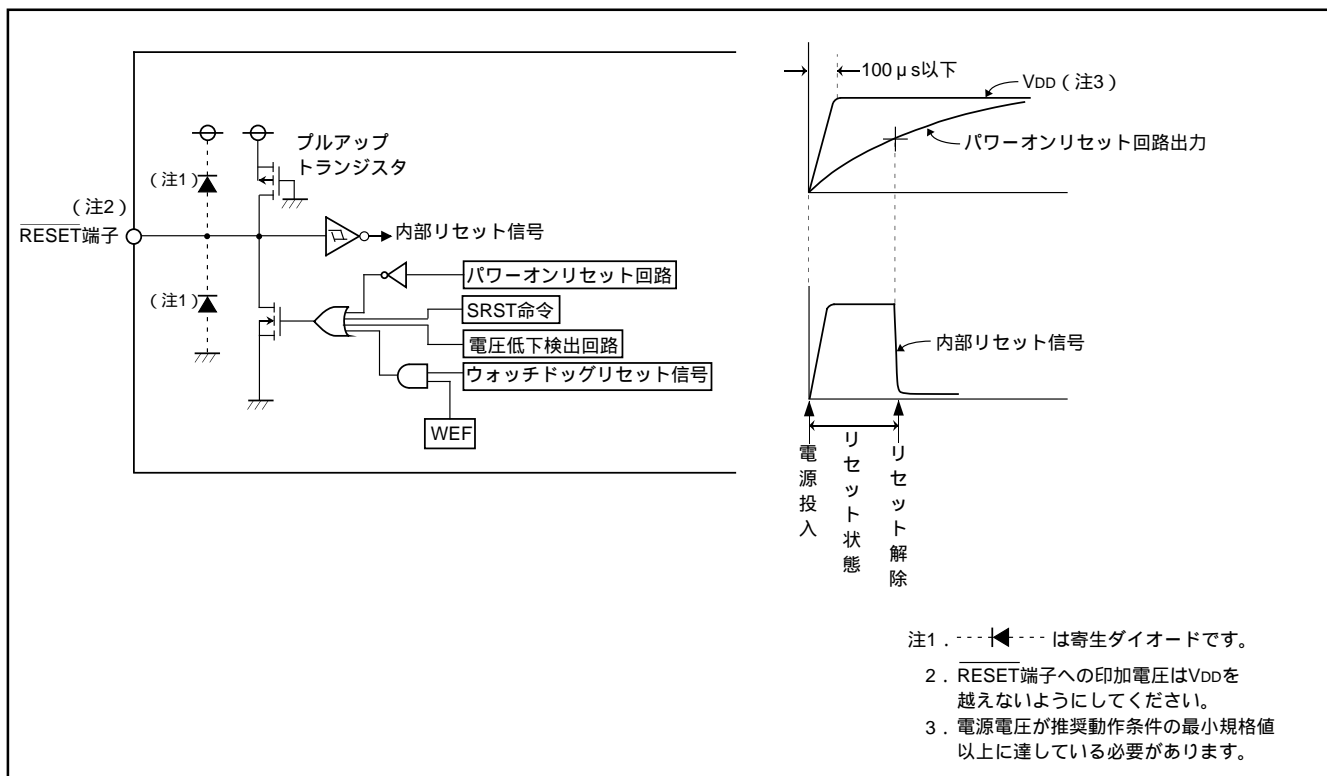 プルアップ
トランジスタ
（注1）
（注2）
RESET端子
内部リセット信号
パワーオンリセット回路
（注1）
SRST命令
電圧低下検出回路
ウォッチドッグリセット信号
WEF
100μs以下
VDD（注3）
パワーオンリセット回路出力
内部リセット信号
電源投入
リセット状態
リセット解除
注1．は寄生ダイオードです。
2．RESET端子への印加電圧はVDDを
越えないようにしてください。
3．電源電圧が推奨動作条件の最小規格値
以上に達している必要があります。